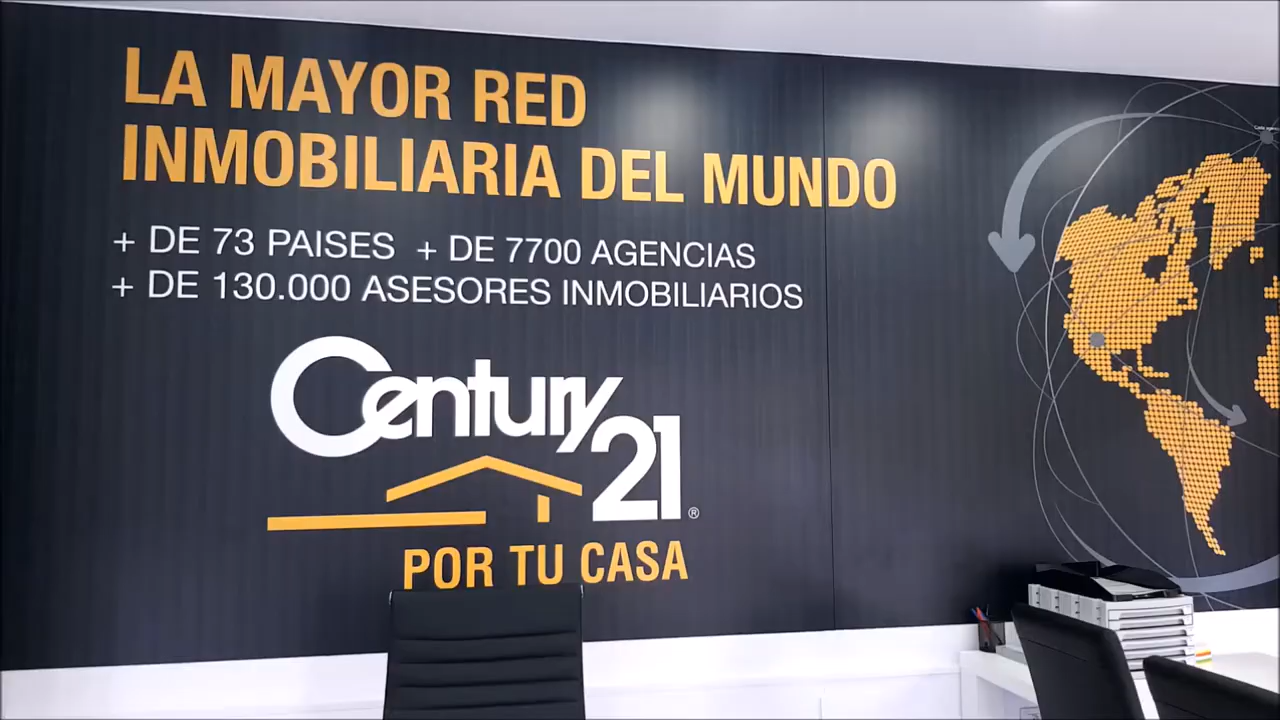 LA MAYOR RED
INMOBILIARIA DEL MUNDO
+ DE 73 PAISES + DE 7700 AGENCIAS
+ DE 130.000 ASESORES INMOBILIARIOS
Century 21®
POR TU CASA